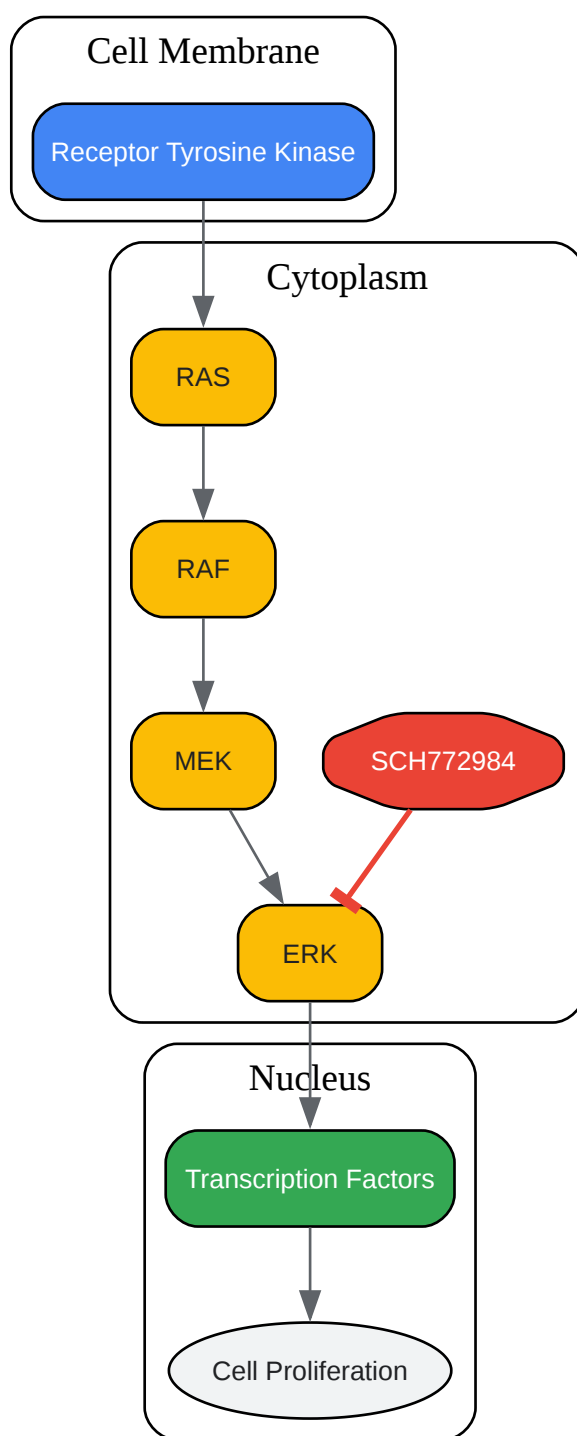 Cell Membrane
Receptor Tyrosine Kinase
Cytoplasm
RAS
RAF
MEK
SCH772984
ERK
Nucleus
Transcription Factors
Cell Proliferation